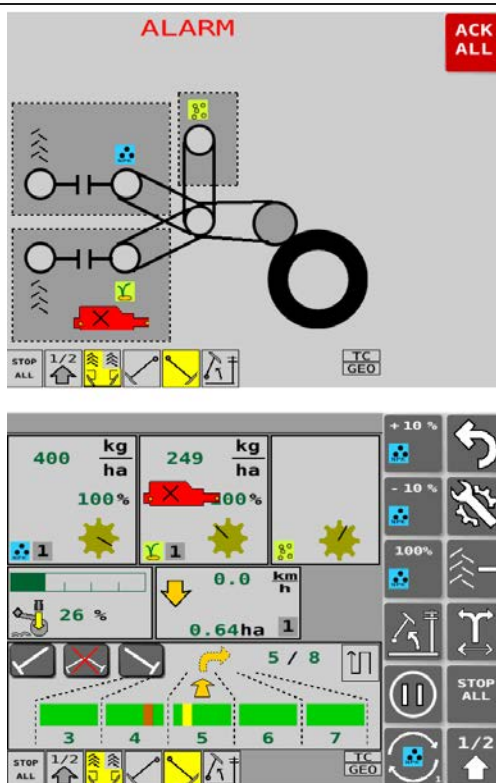 ALARM
ACK
ALL
STOP
ALL
1/2
TC
GEO
400 kg
ha
100%
1
249 kg
ha
100%
1
26 %
0.0 km
h
0.64ha 1
5 / 8
3 4 5 6 7
STOP
ALL
1/2
TC
GEO
+ 10 %
- 10 %
100%
STOP
ALL
1/2
1